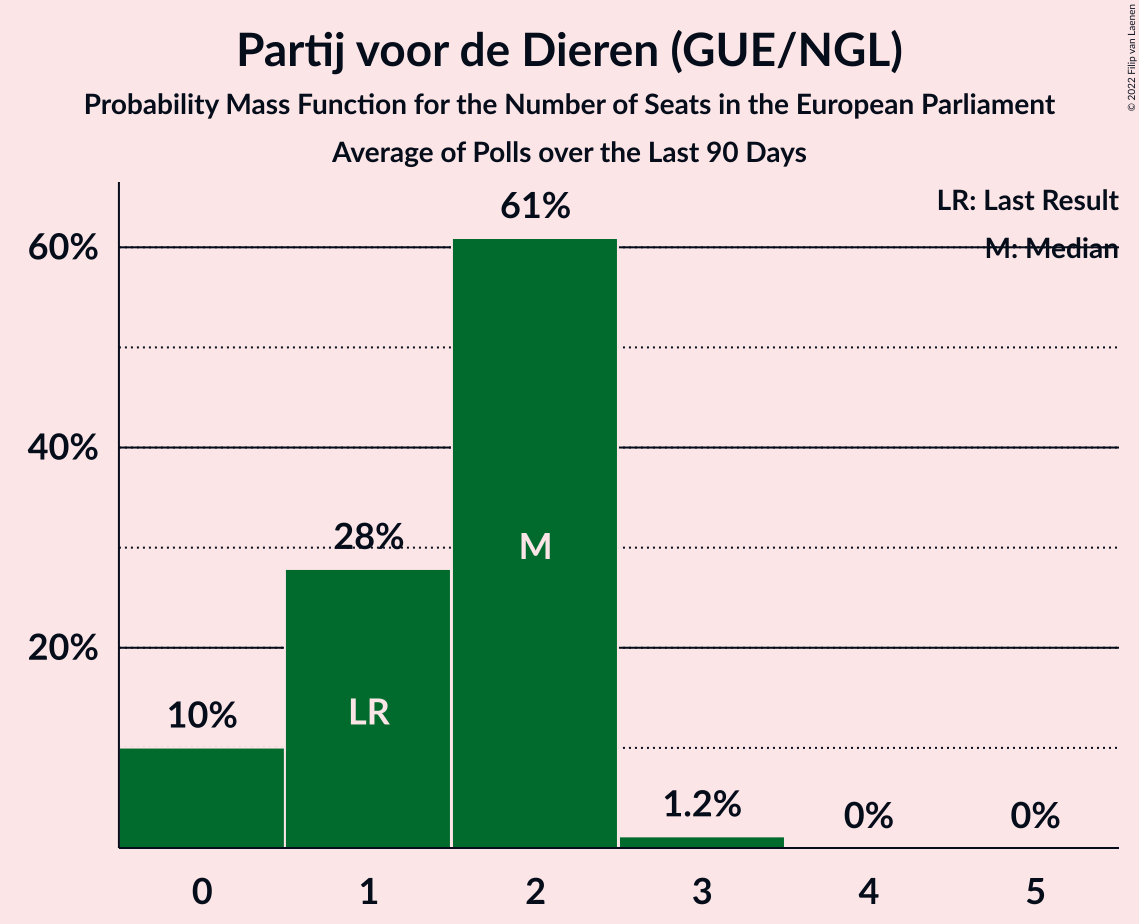 Partij voor de Dieren (GUE/NGL)
Probability Mass Function for the Number of Seats in the European Parliament
Average of Polls over the Last 90 Days
© 2022 Filip van Laenen
LR: Last Result
M: Median
61%
60%
40%
28%
M
20%
10%
LR
1.2%
0%
0%
0 1 2 3 4 5